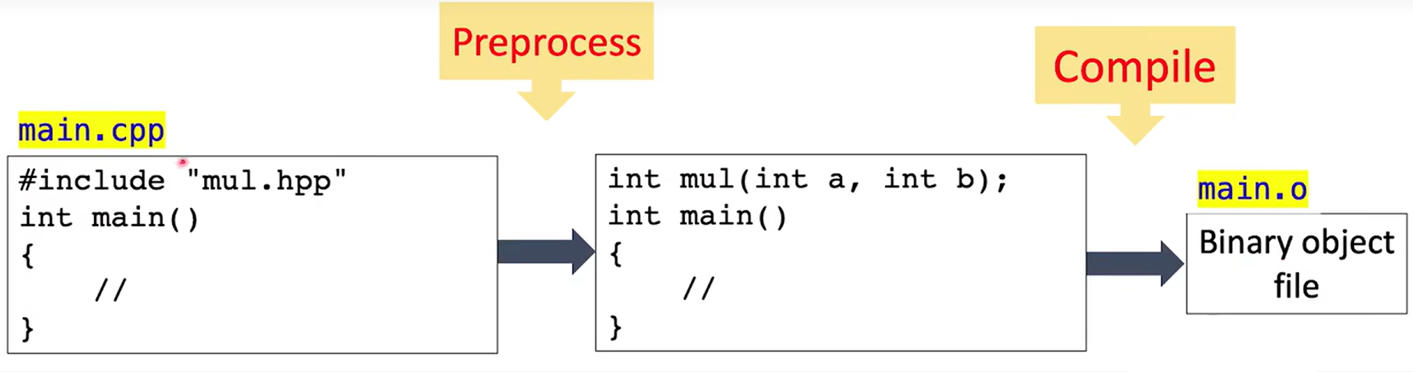 Preprocess
Compile
main.cpp
#include "mul.hpp"
int main()
{
    //
}
int mul(int a, int b);
int main()
{
    //
}
main.o
Binary object
file